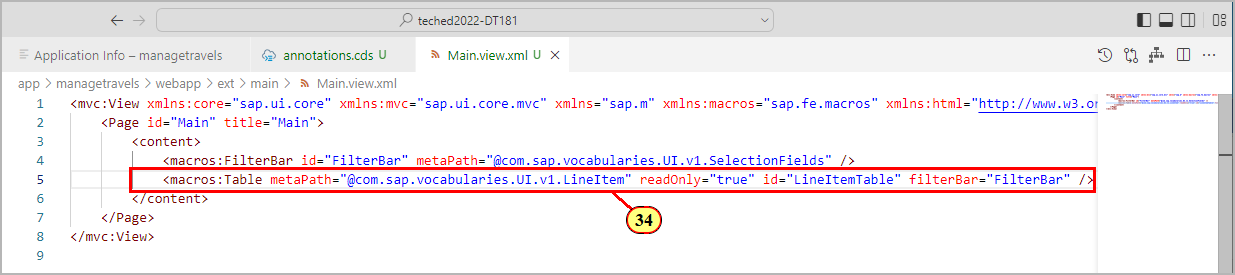 teched2022-DT181
Application Info – managetravels annotations.cds U Main.view.xml U
app > managetravels > webapp > ext > main > Main.view.xml
1 <mvc:View xmlns:core="sap.ui.core" xmlns:mvc="sap.ui.core.mvc" xmlns="sap.m" xmlns:macros="sap.fe.macros" xmlns:html="http://www.w3.or
2 <Page id="Main" title="Main">
3 <content>
4 <macros:FilterBar id="FilterBar" metaPath="@com.sap.vocabularies.UI.v1.SelectionFields" />
5 <macros:Table metaPath="@com.sap.vocabularies.UI.v1.LineItem" readOnly="true" id="LineItemTable" filterBar="FilterBar" />
6 </content>
34
7 </Page>
8 </mvc:View>
9